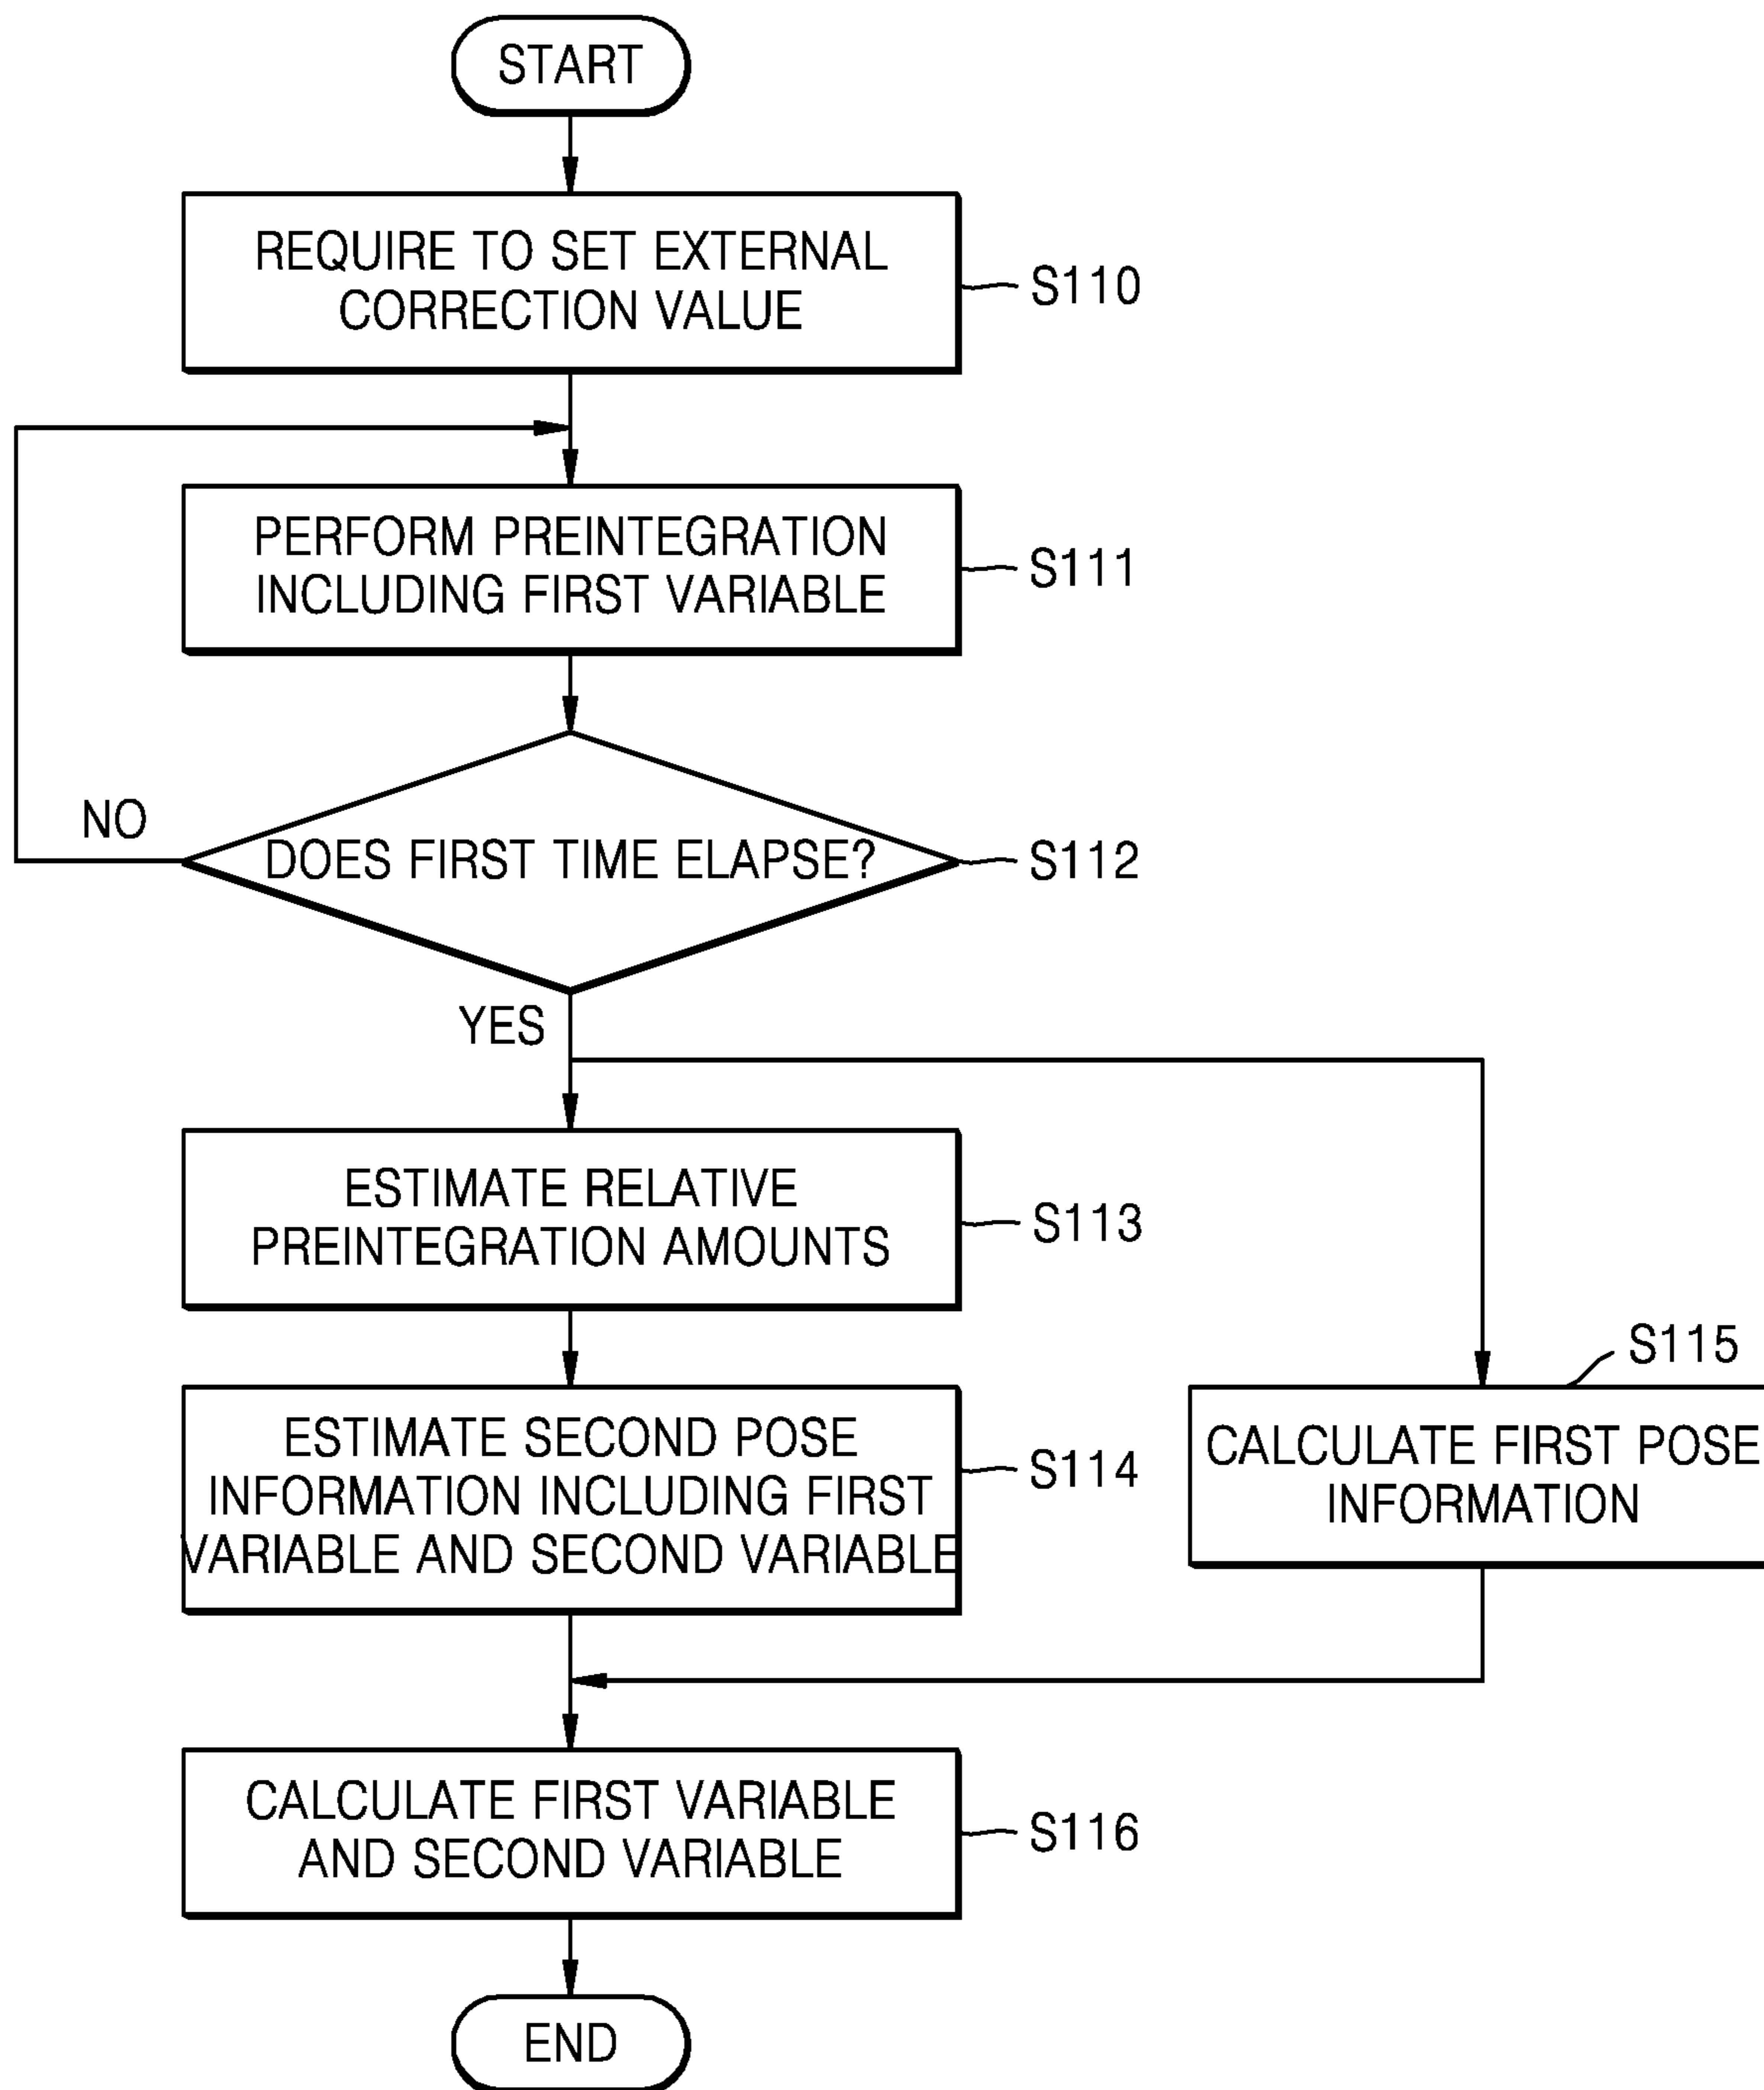 START
REQUIRE TO SET EXTERNAL
CORRECTION VALUE
S110
PERFORM PREINTEGRATION
INCLUDING FIRST VARIABLE
S111
NO
DOES FIRST TIME ELAPSE?
S112
YES
ESTIMATE RELATIVE
PREINTEGRATION AMOUNTS
S113
ESTIMATE SECOND POSE
INFORMATION INCLUDING FIRST
VARIABLE AND SECOND VARIABLE
S114
S115
CALCULATE FIRST POSE
INFORMATION
CALCULATE FIRST VARIABLE
AND SECOND VARIABLE
S116
END